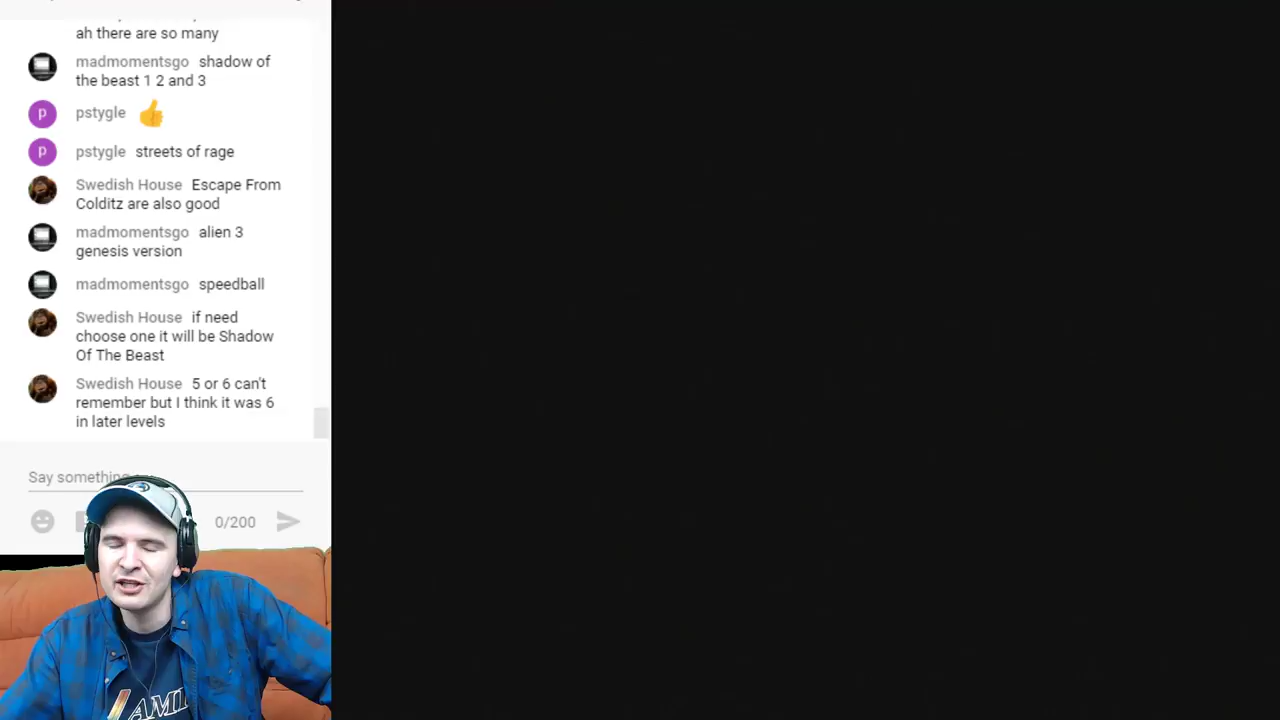 ah there are so many
madmomentsgo shadow of
the beast 1 2 and 3
P pstygle 👍
P pstygle streets of rage
Swedish House Escape From
Colditz are also good
madmomentsgo alien 3
genesis version
madmomentsgo speedball
Swedish House if need
choose one it will be Shadow
Of The Beast
Swedish House 5 or 6 can't
remember but I think it was 6
in later levels
Say something
0/200
AMI